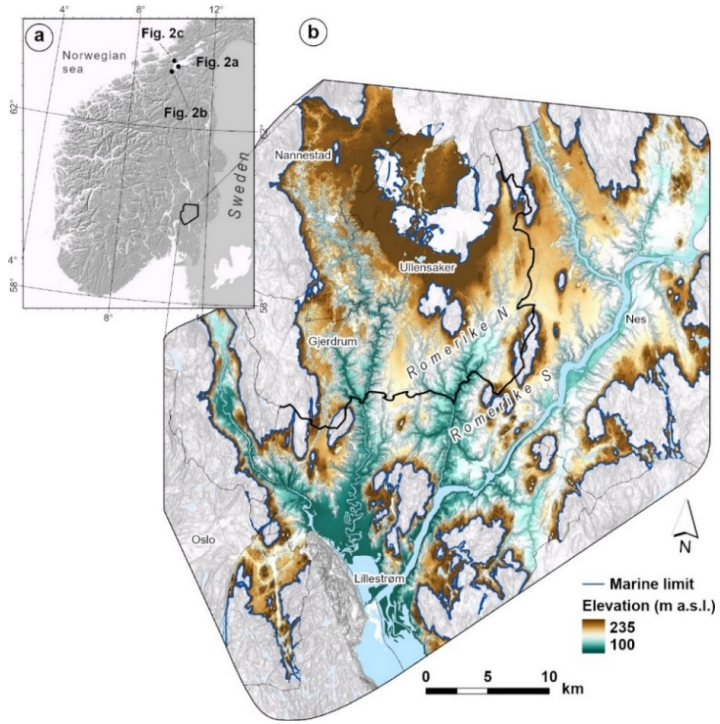 a
b
Fig. 2c
Norwegian
sea
Fig. 2a
Fig. 2b
62°
62°
Sweden
4°
58°
58°
8°
12°
8°
12°
Nannestad
Ullensaker
Gjerdrum
Romerike N
Nes
Romerike S
Oslo
Lillestrøm
N
Marine limit
Elevation (m a.s.l.)
235
100
0 5 10
km